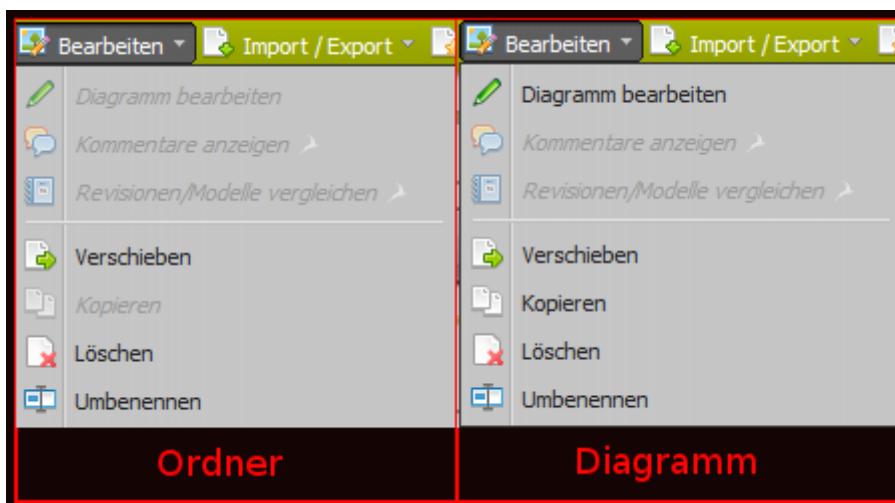 Bearbeiten Import / Export
Diagramm bearbeiten
Kommentare anzeigen
Revisionen/Modelle vergleichen
Verschieben
Kopieren
Löschen
Umbenennen
Ordner
Bearbeiten Import / Export
Diagramm bearbeiten
Kommentare anzeigen
Revisionen/Modelle vergleichen
Verschieben
Kopieren
Löschen
Umbenennen
Diagramm